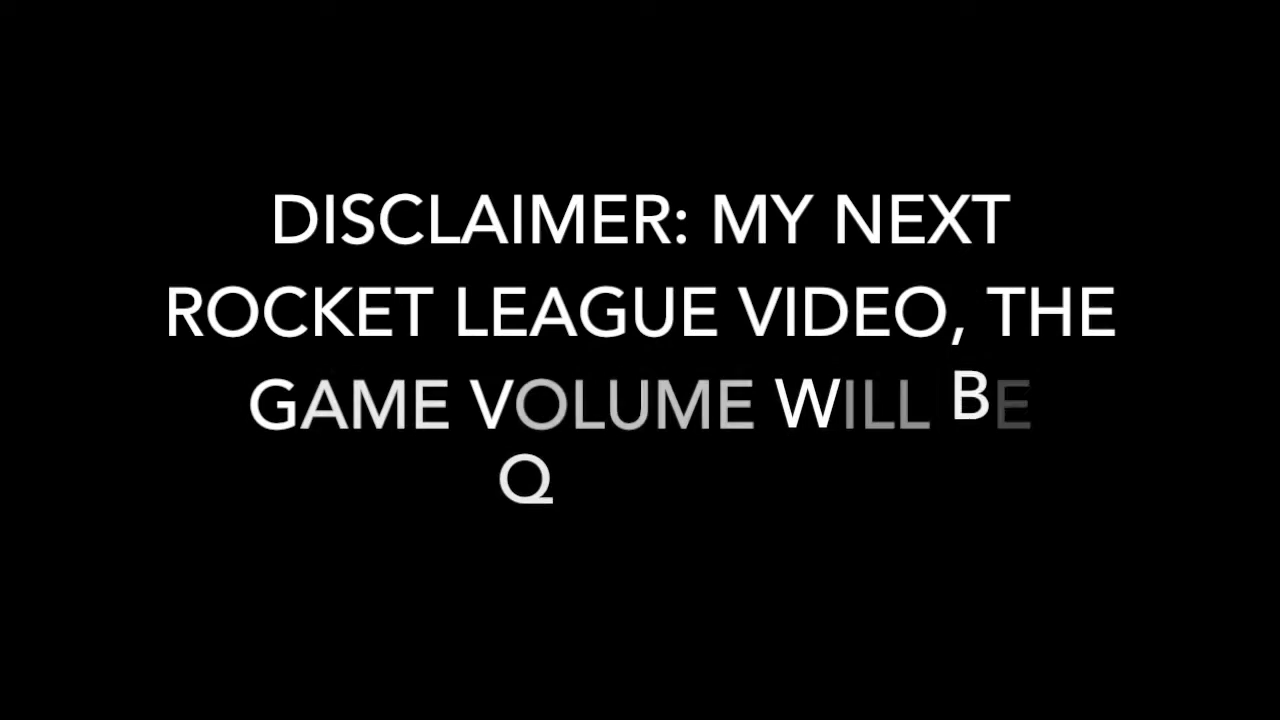 DISCLAIMER: MY NEXT
ROCKET LEAGUE VIDEO, THE
GAME VOLUME WILL BE
Q